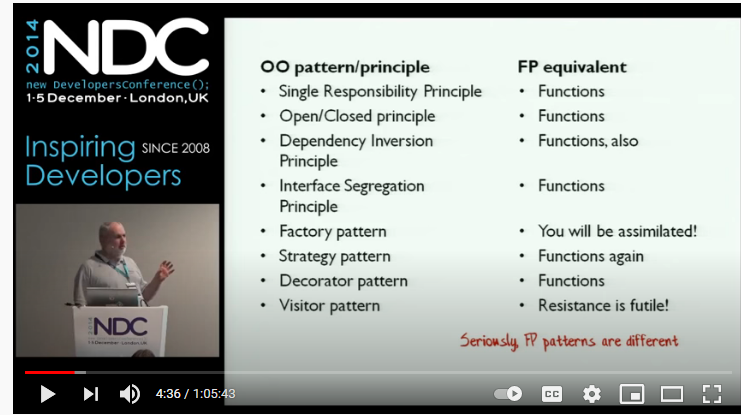 2014
NDC
new DevelopersConference();
1-5 December · London, UK
Inspiring SINCE 2008
Developers
NDC
1-5 December London UK
OO pattern/principle FP equivalent
• Single Responsibility Principle • Functions
• Open/Closed principle • Functions
• Dependency Inversion • Functions, also
Principle
• Interface Segregation • Functions
Principle
• Factory pattern • You will be assimilated!
• Strategy pattern • Functions again
• Decorator pattern • Functions
• Visitor pattern • Resistance is futile!
Seriously, FP patterns are different
4:36 / 1:05:43
CC